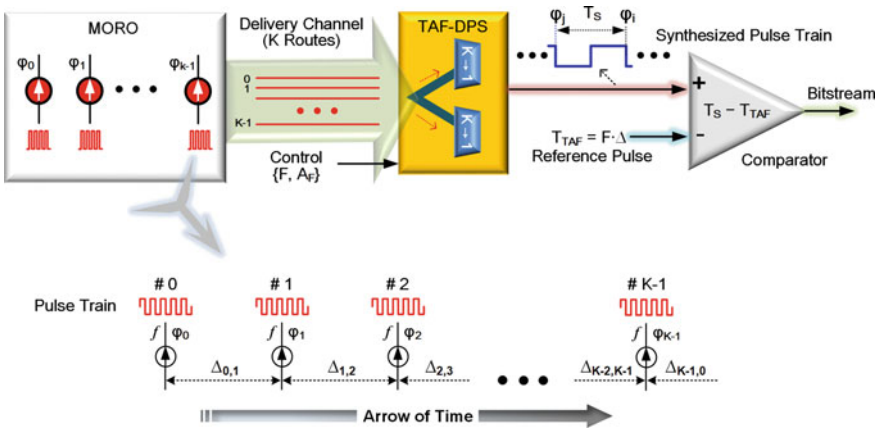 MORO
φ0 φ1 • • • φk-1
Delivery Channel
(K Routes)
0
1
• • •
K-1
Control
{F, AF}
TAF-DPS
K→1
K→1
φj TS φi
• • • • • •
Synthesized Pulse Train
+
TS − TTAF
−
TTAF = F·Δ
Reference Pulse
Comparator
Bitstream
Pulse Train
# 0 # 1 # 2 # K-1
f φ0 f φ1 f φ2 f φK-1
Δ0,1 Δ1,2 Δ2,3 • • • ΔK-2,K-1 ΔK-1,0
Arrow of Time